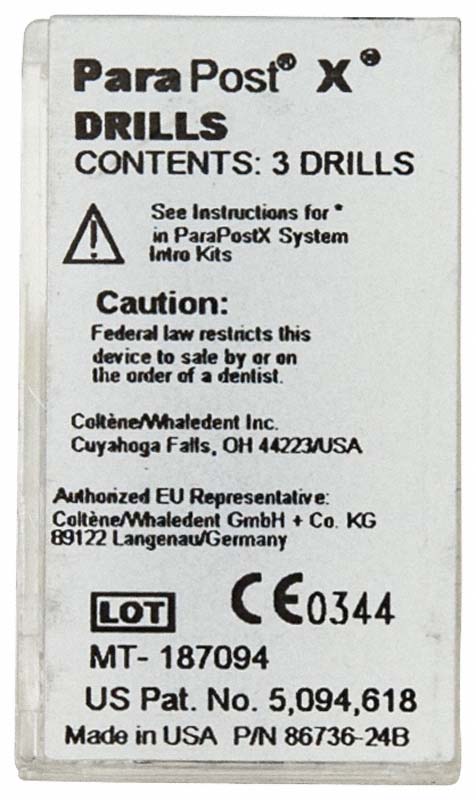 ParaPost® X®
DRILLS
CONTENTS: 3 DRILLS
See Instructions for *
in ParaPostX System
Intro Kits
Caution:
Federal law restricts this
device to sale by or on
the order of a dentist.
Coltène/Whaledent Inc.
Cuyahoga Falls, OH 44223/USA
Authorized EU Representative:
Coltène/Whaledent GmbH + Co. KG
89122 Langenau/Germany
LOT CE0344
MT- 187094
US Pat. No. 5,094,618
Made in USA P/N 86736-24B